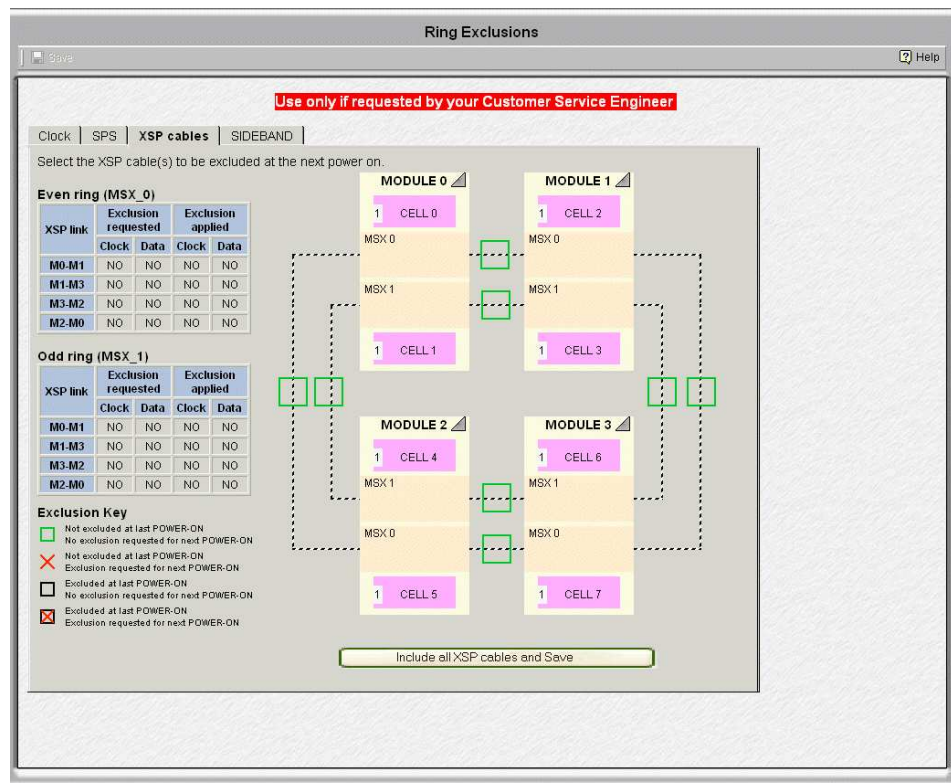 Ring Exclusions
Save
Help
Use only if requested by your Customer Service Engineer
Clock SPS XSP cables SIDEBAND
Select the XSP cable(s) to be excluded at the next power on.
Even ring (MSX_0)
XSP link Exclusion requested Exclusion applied
Clock Data Clock Data
M0-M1 NO NO NO NO
M1-M3 NO NO NO NO
M3-M2 NO NO NO NO
M2-M0 NO NO NO NO
Odd ring (MSX_1)
XSP link Exclusion requested Exclusion applied
Clock Data Clock Data
M0-M1 NO NO NO NO
M1-M3 NO NO NO NO
M3-M2 NO NO NO NO
M2-M0 NO NO NO NO
Exclusion Key
Not excluded at last POWER-ON
No exclusion requested for next POWER-ON
Not excluded at last POWER-ON
Exclusion requested for next POWER-ON
Excluded at last POWER-ON
No exclusion requested for next POWER-ON
Excluded at last POWER-ON
Exclusion requested for next POWER-ON
MODULE 0
1 CELL 0
MSX 0
MSX 1
1 CELL 1
MODULE 1
1 CELL 2
MSX 0
MSX 1
1 CELL 3
MODULE 2
1 CELL 4
MSX 1
MSX 0
1 CELL 5
MODULE 3
1 CELL 6
MSX 1
MSX 0
1 CELL 7
Include all XSP cables and Save